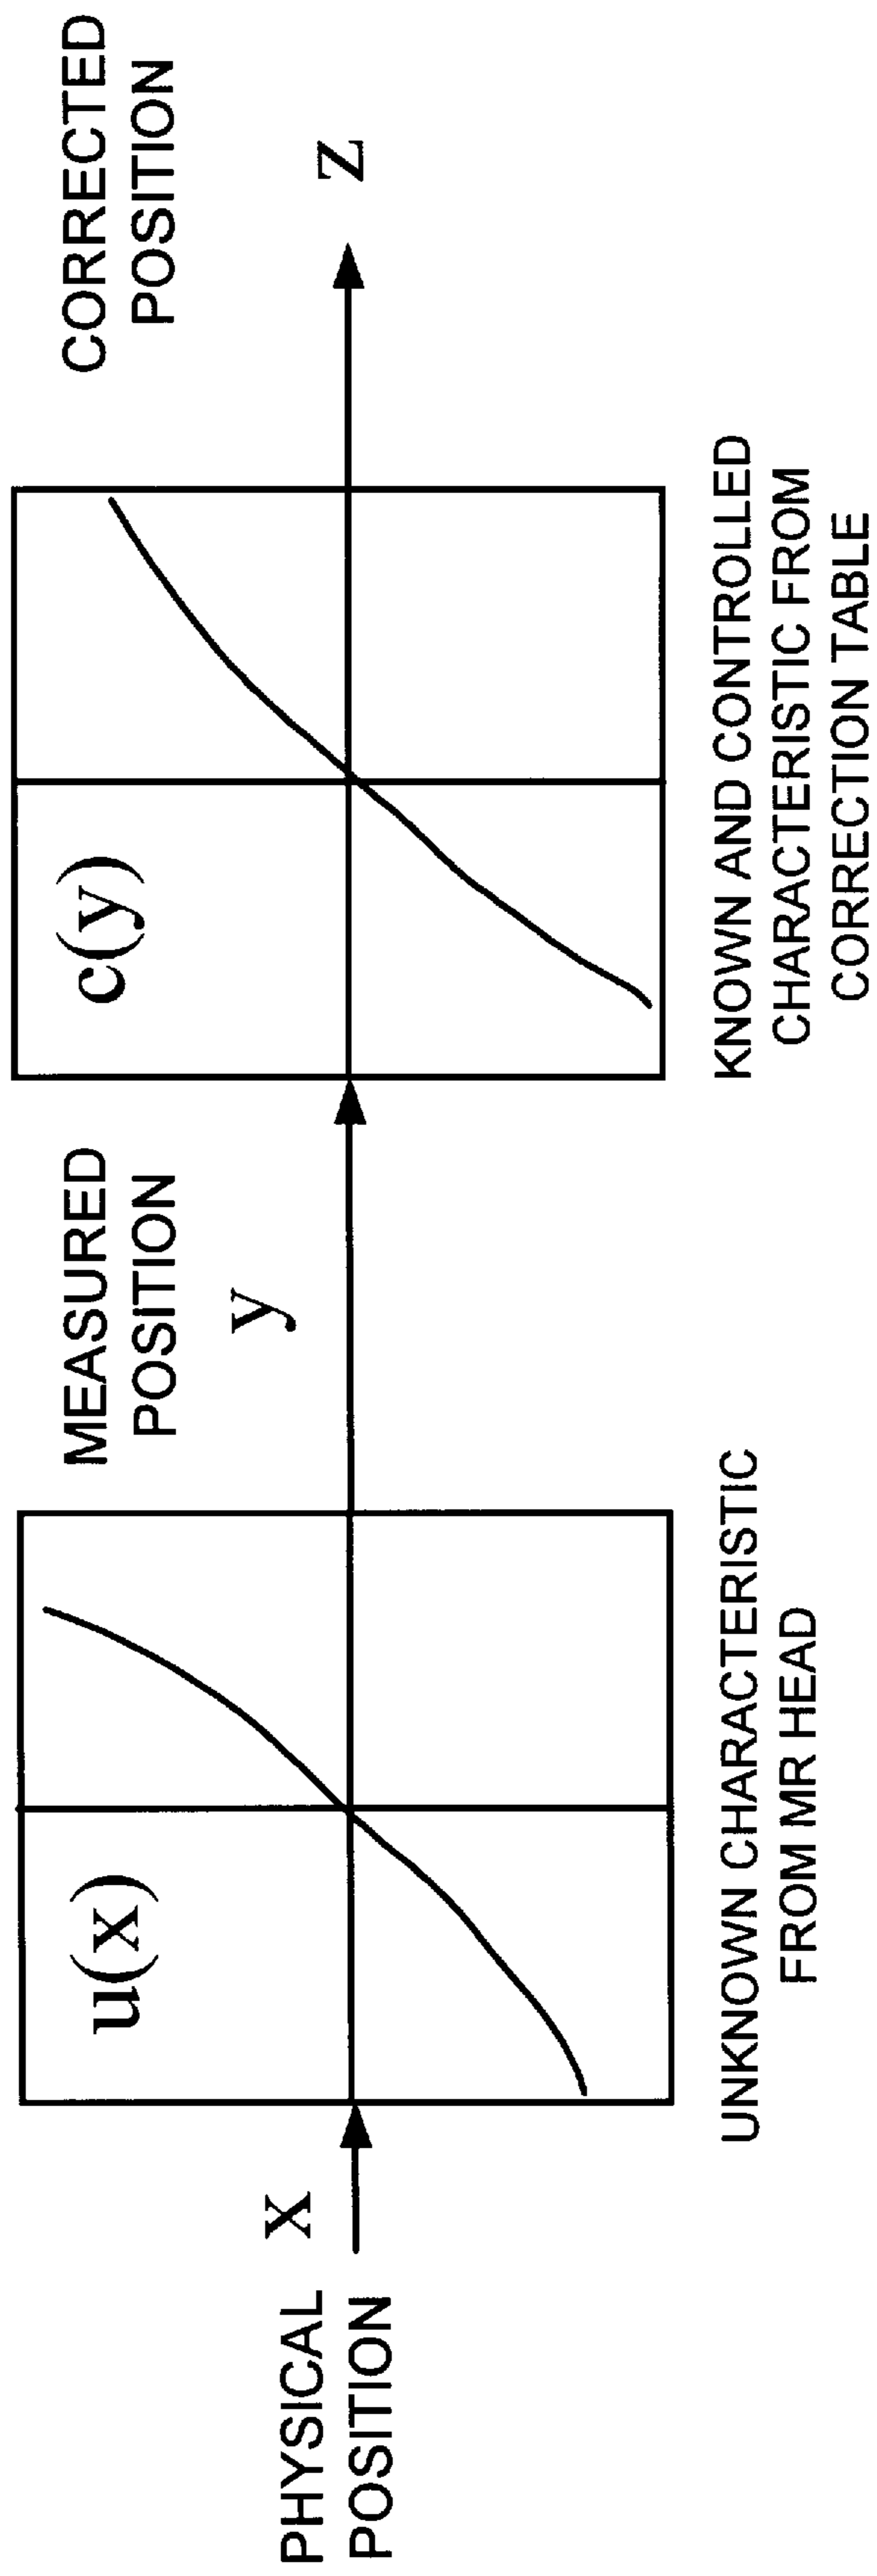 PHYSICAL
POSITION
x
u(x)
UNKNOWN CHARACTERISTIC
FROM MR HEAD
MEASURED
POSITION
y
c(y)
KNOWN AND CONTROLLED
CHARACTERISTIC FROM
CORRECTION TABLE
CORRECTED
POSITION
z